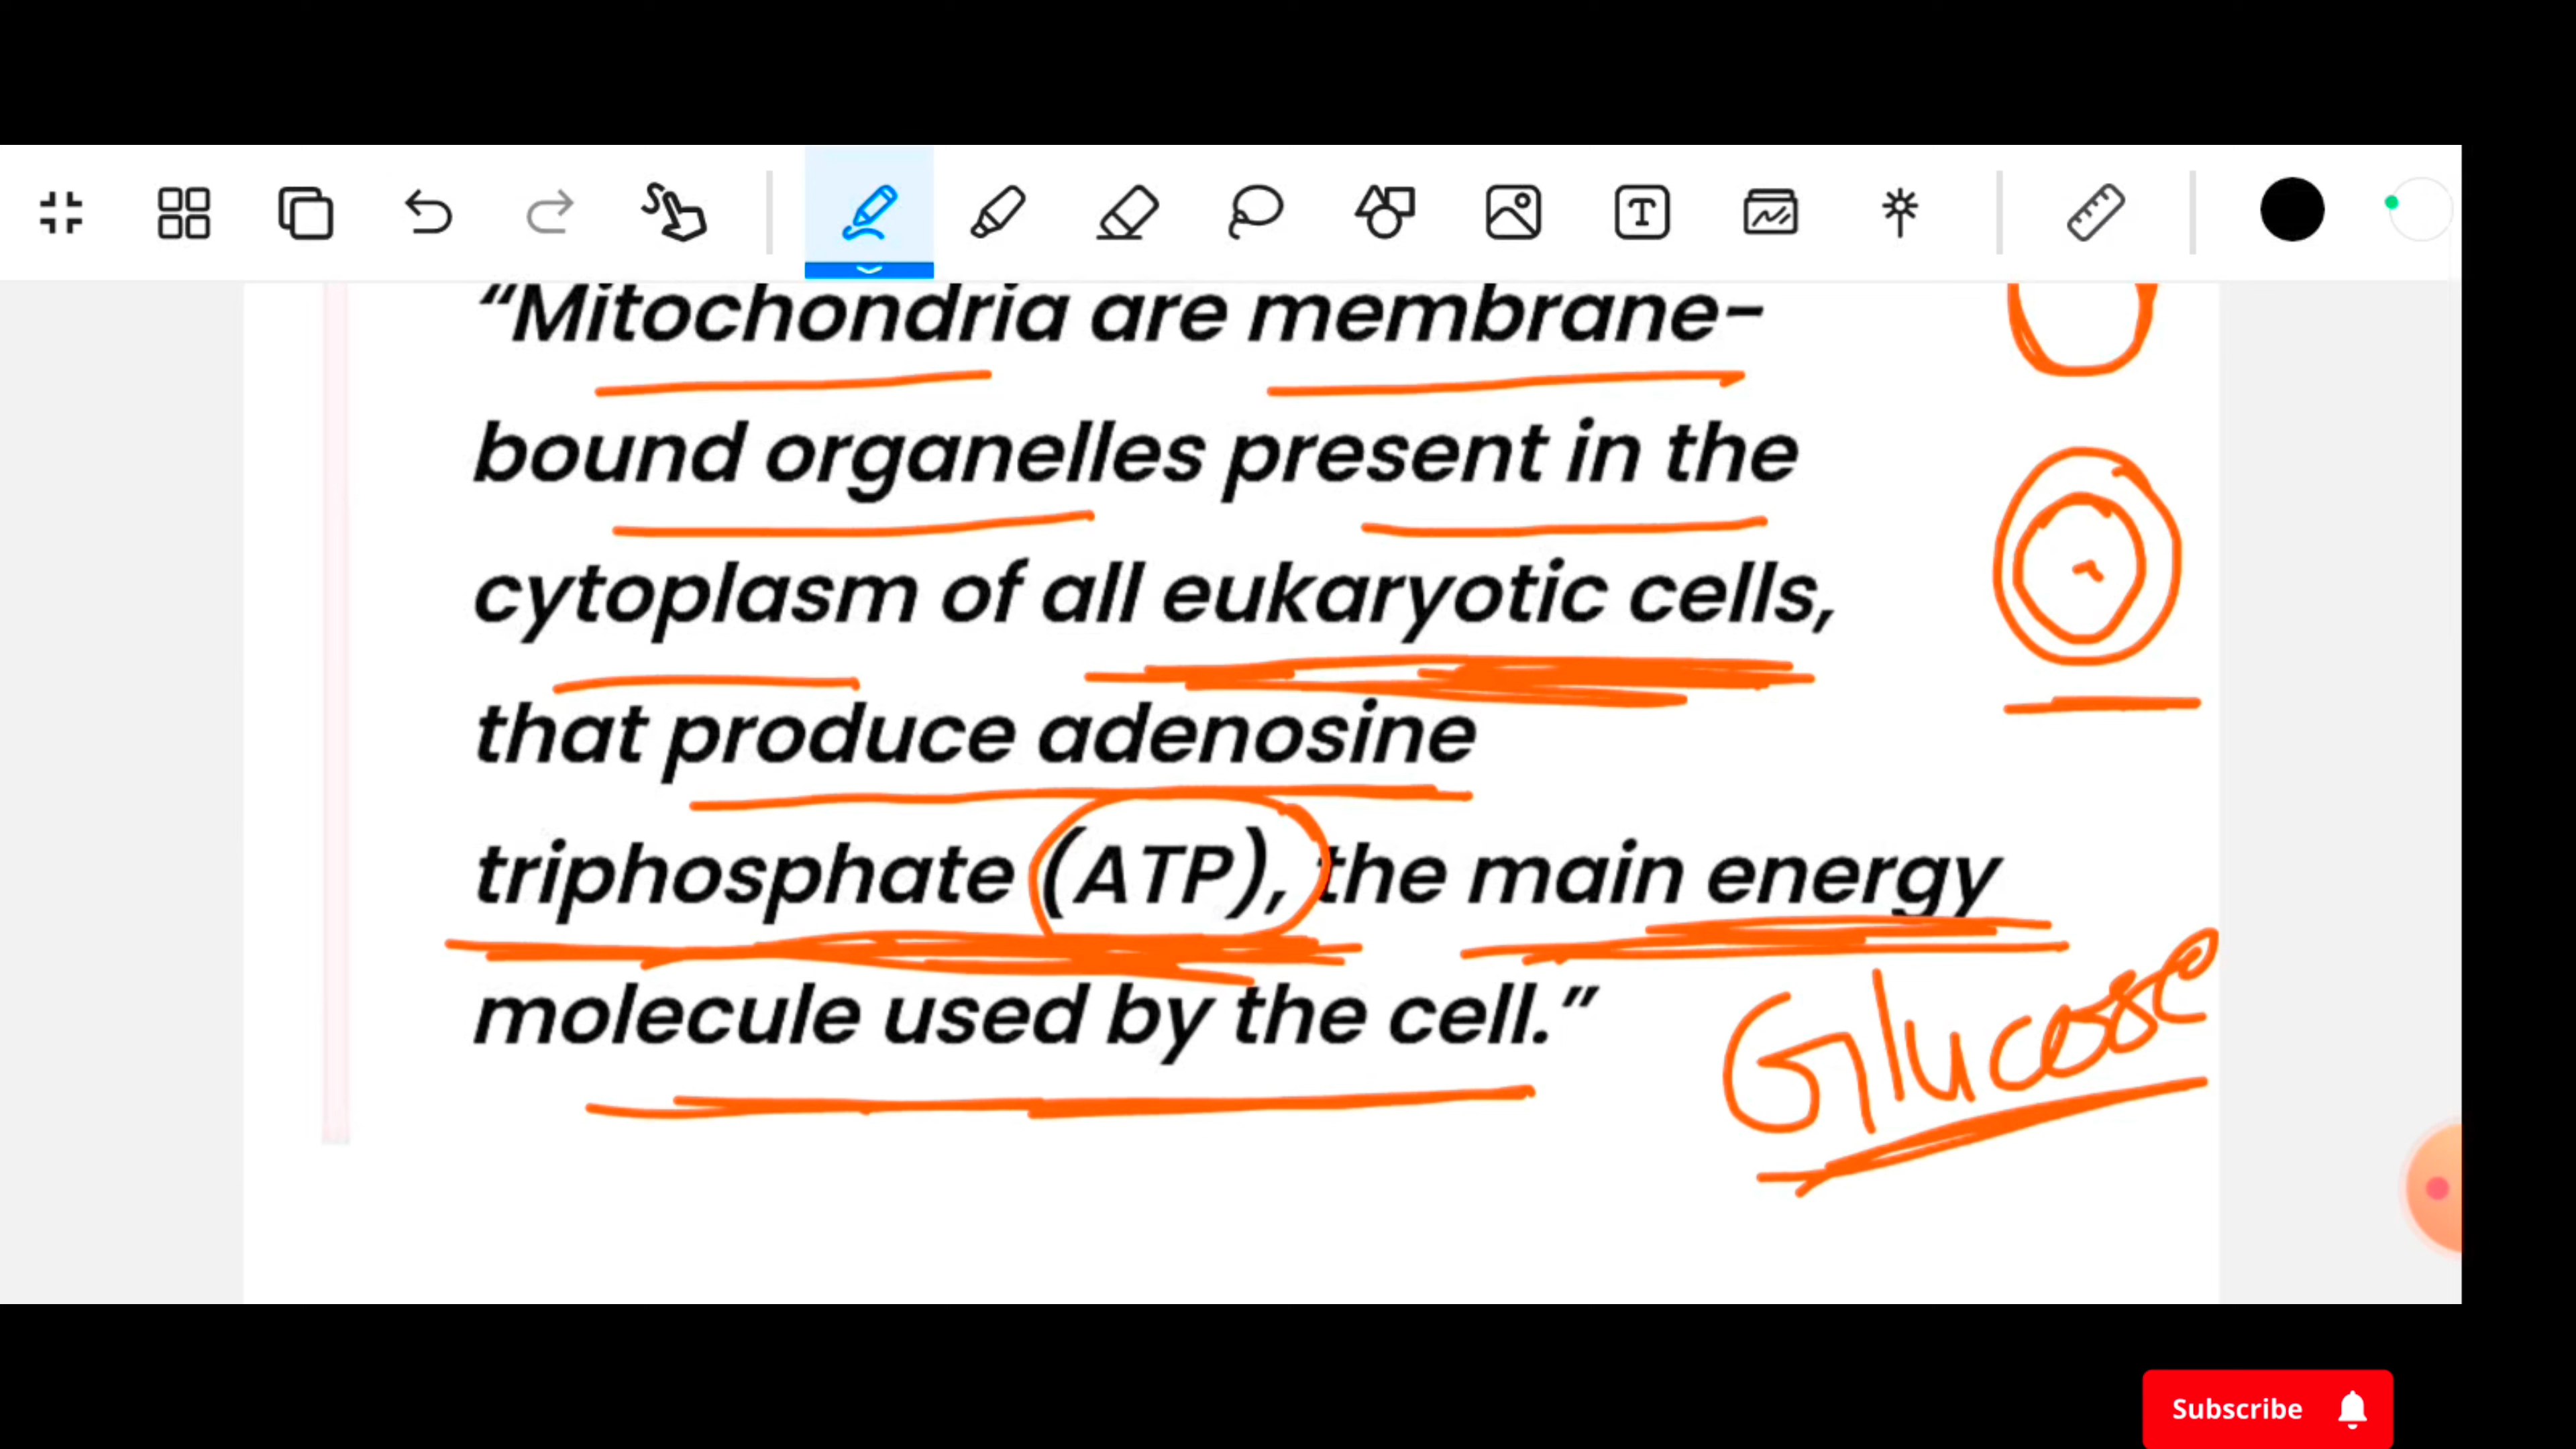 “Mitochondria are membrane-
bound organelles present in the
cytoplasm of all eukaryotic cells,
that produce adenosine
triphosphate (ATP), the main energy
molecule used by the cell.”
Glucose
Subscribe